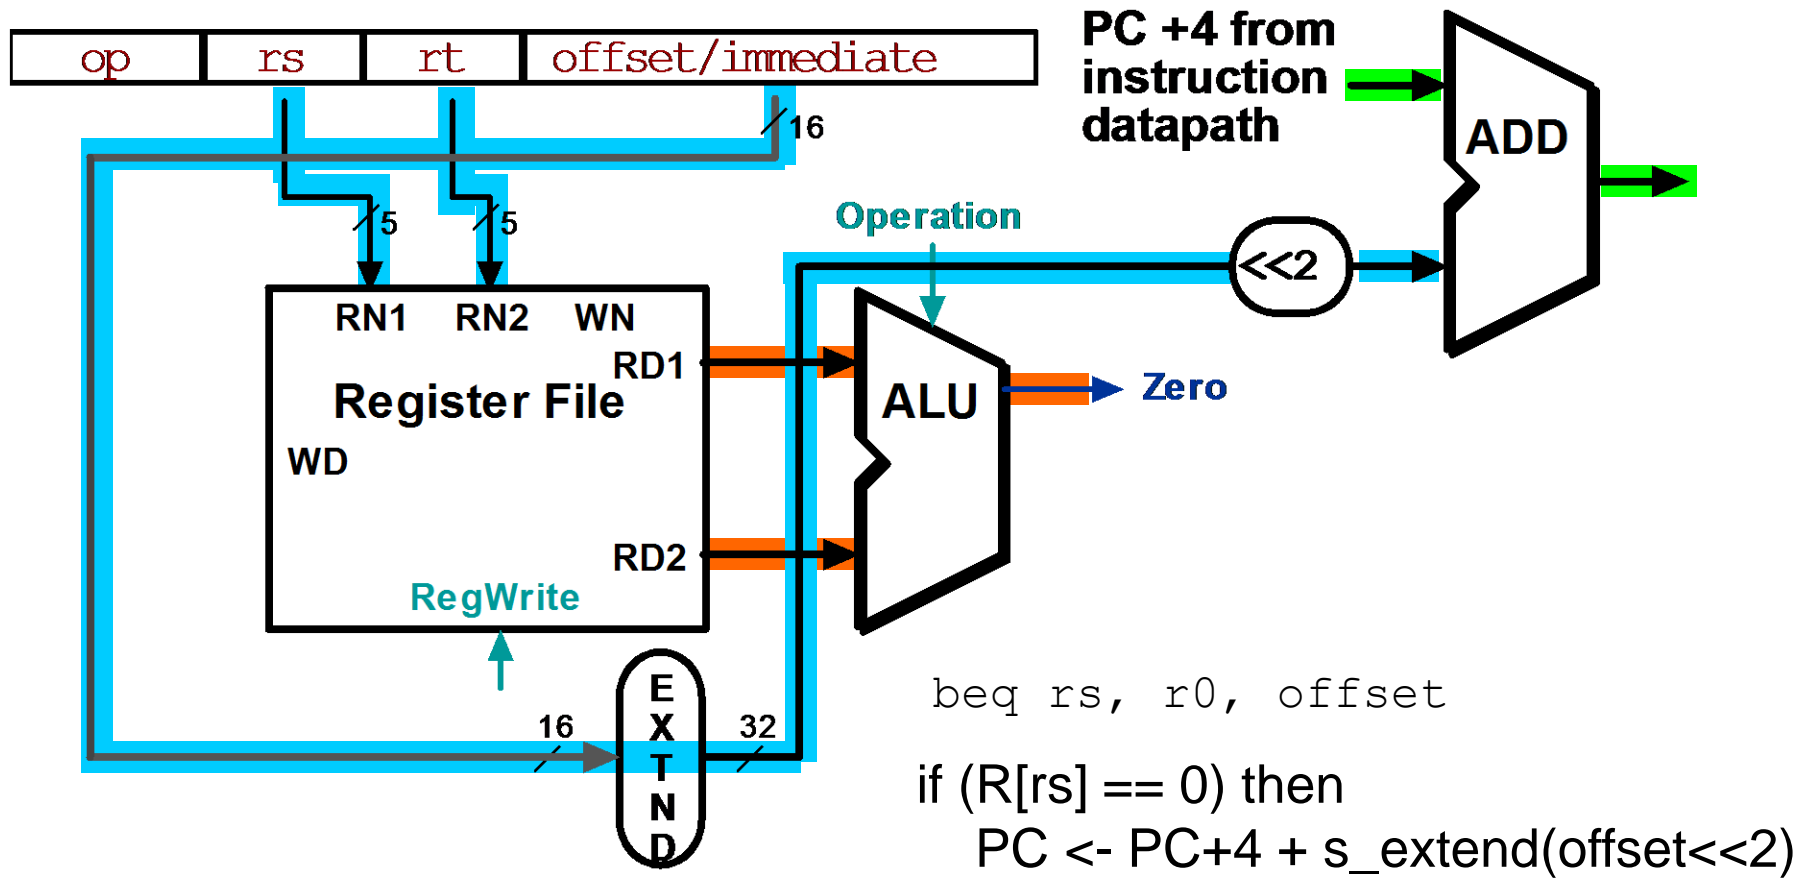 op rs rt offset/immediate
PC +4 from
instruction
datapath
ADD
16
5 5
Operation
<<2
RN1 RN2 WN
RD1
Register File
ALU
Zero
WD
RD2
RegWrite
16
E
X
T
N
D
32
beq rs, r0, offset
if (R[rs] == 0) then
PC <- PC+4 + s_extend(offset<<2)